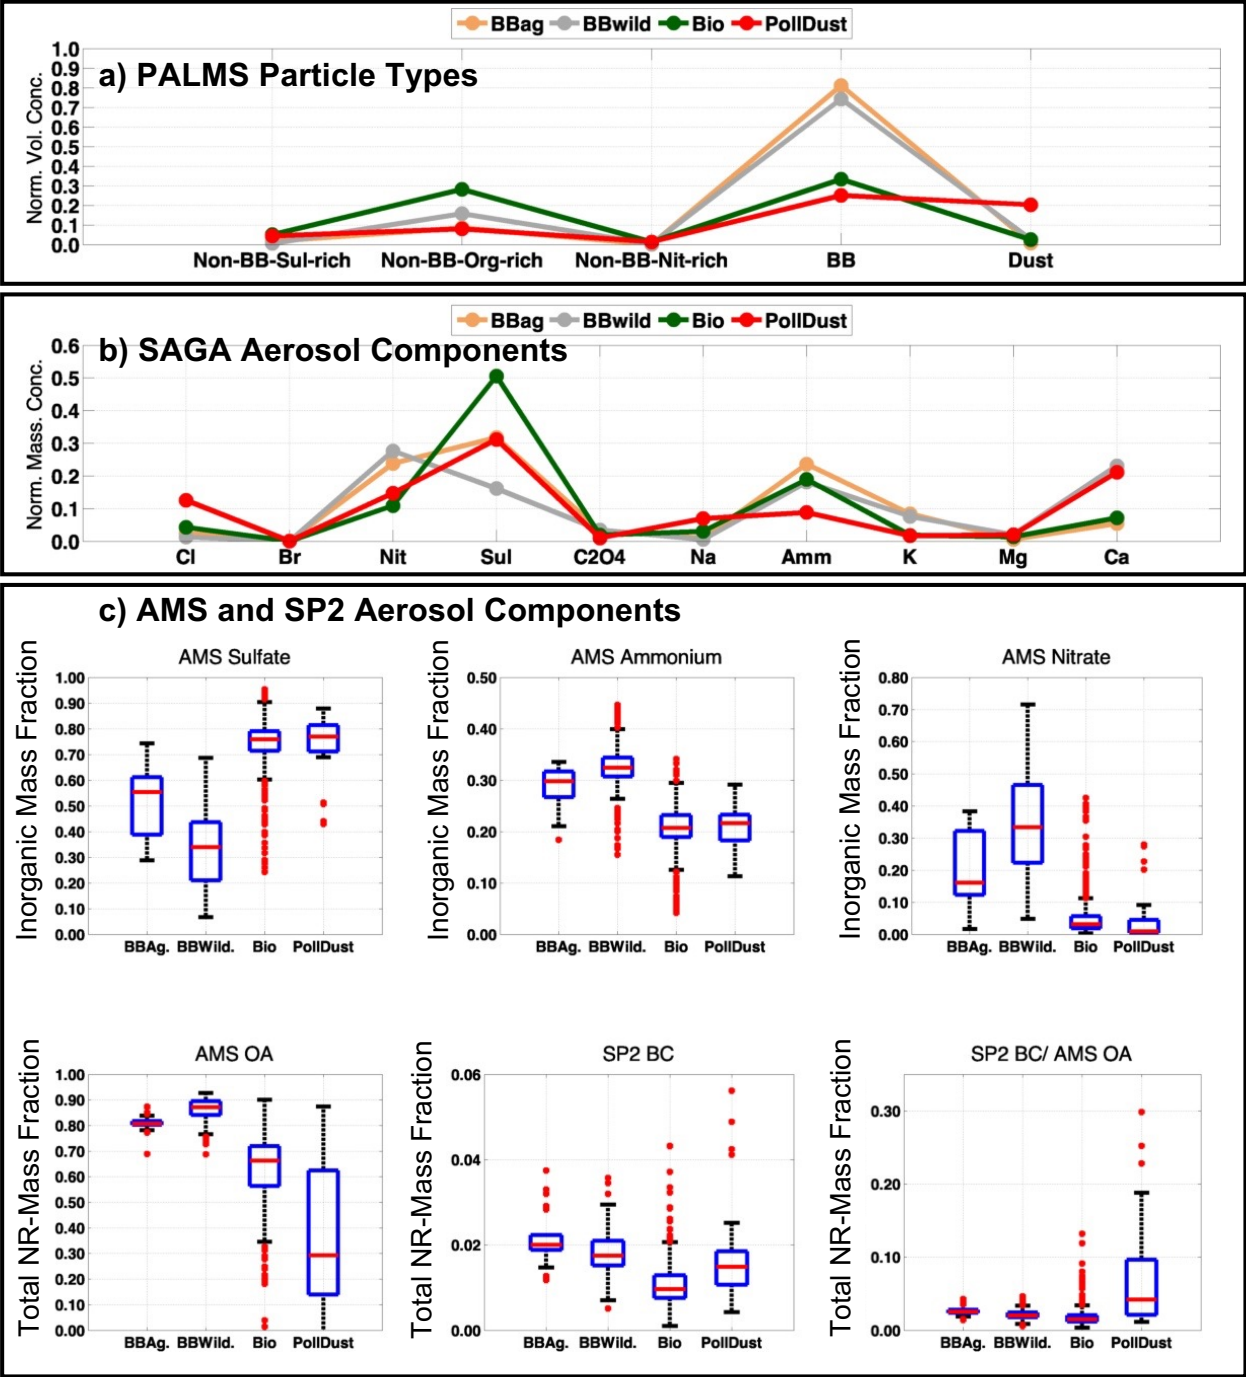 BBag BBwild Bio PollDust
a) PALMS Particle Types
Norm. Vol. Conc.
1.0
0.9
0.8
0.7
0.6
0.5
0.4
0.3
0.2
0.1
0.0
Non-BB-Sul-rich Non-BB-Org-rich Non-BB-Nit-rich BB Dust
BBag BBwild Bio PollDust
b) SAGA Aerosol Components
Norm. Mass. Conc.
0.6
0.5
0.4
0.3
0.2
0.1
0.0
Cl Br Nit Sul C2O4 Na Amm K Mg Ca
c) AMS and SP2 Aerosol Components
AMS Sulfate
Inorganic Mass Fraction
1.00
0.90
0.80
0.70
0.60
0.50
0.40
0.30
0.20
0.10
0.00
BBAg. BBWild. Bio PollDust
AMS Ammonium
Inorganic Mass Fraction
0.50
0.40
0.30
0.20
0.10
0.00
BBAg. BBWild. Bio PollDust
AMS Nitrate
Inorganic Mass Fraction
0.80
0.70
0.60
0.50
0.40
0.30
0.20
0.10
0.00
BBAg. BBWild. Bio PollDust
AMS OA
Total NR-Mass Fraction
1.00
0.90
0.80
0.70
0.60
0.50
0.40
0.30
0.20
0.10
0.00
BBAg. BBWild. Bio PollDust
SP2 BC
Total NR-Mass Fraction
0.06
0.04
0.02
0.00
BBAg. BBWild. Bio PollDust
SP2 BC/ AMS OA
Total NR-Mass Fraction
0.30
0.20
0.10
0.00
BBAg. BBWild. Bio PollDust